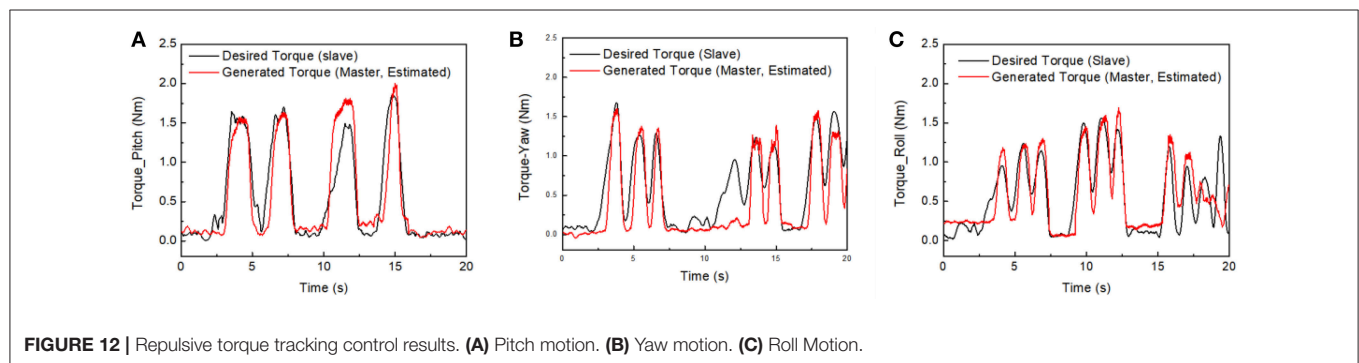 A
Desired Torque (slave)
Generated Torque (Master, Estimated)
Torque_Pitch (Nm)
2.5
2.0
1.5
1.0
0.5
0.0
0 5 10 15 20
Time (s)
B
Desired Torque (Slave)
Generated Torque (Master, Estimated)
Torque-Yaw (Nm)
2.5
2.0
1.5
1.0
0.5
0.0
0 5 10 15 20
Time (s)
C
Desired Torque (Slave)
Generated Torque (Master, Estimated)
Torque_Roll (Nm)
2.5
2.0
1.5
1.0
0.5
0.0
0 5 10 15 20
Time (s)
FIGURE 12 | Repulsive torque tracking control results. (A) Pitch motion. (B) Yaw motion. (C) Roll Motion.